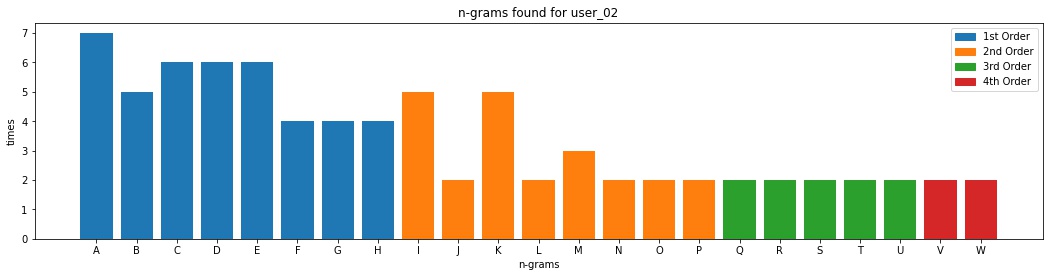 n-grams found for user_02
times
7
6
5
4
3
2
1
0
1st Order
2nd Order
3rd Order
4th Order
A B C D E F G H I J K L M N O P Q R S T U V W
n-grams